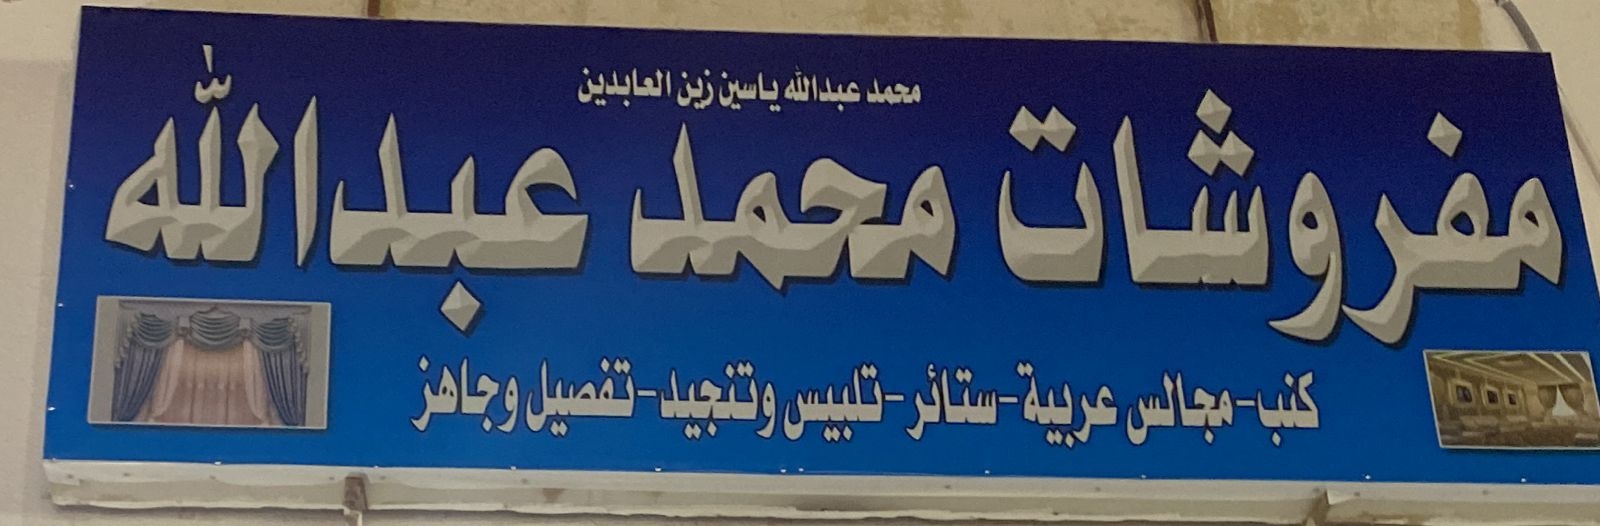 محمد عبدالله ياسين زين العابدين
مفروشات محمد عبدالله
كنب-مجالس عربية-ستائر-تلبيس وتنجيد-تفصيل وجاهز